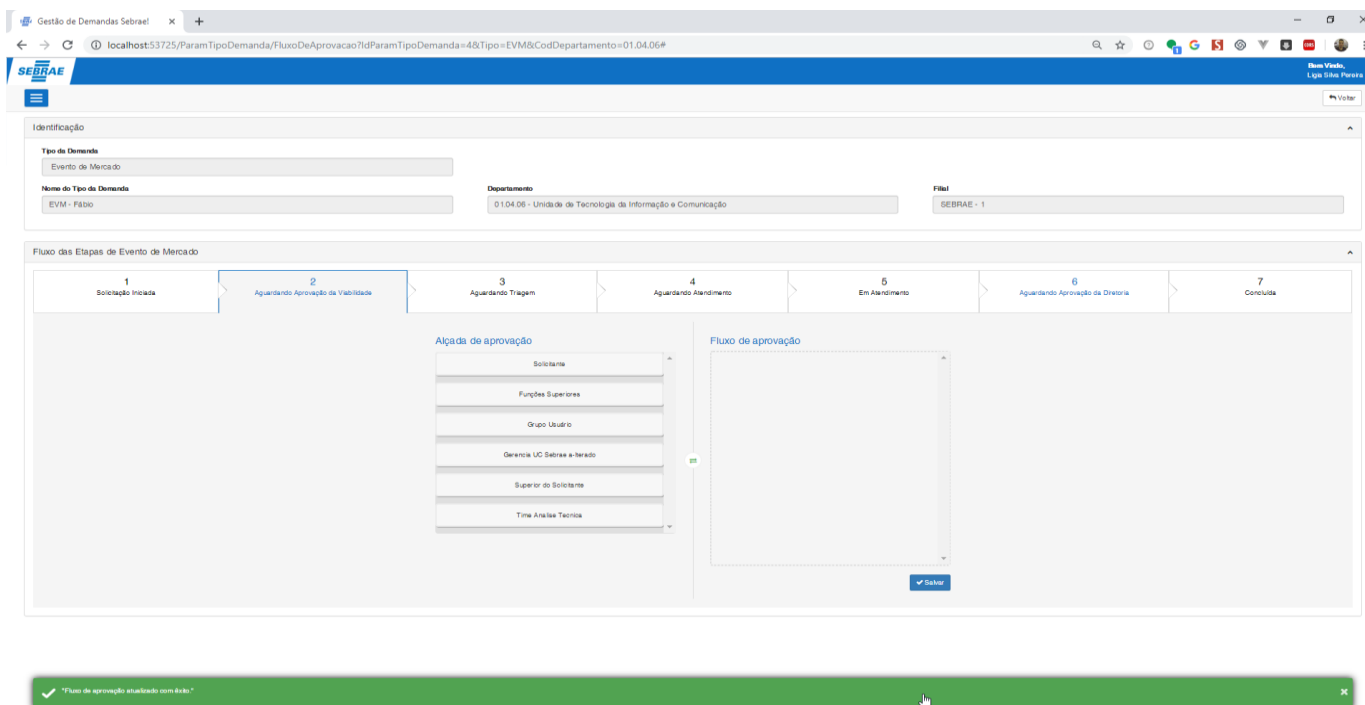 Gestão de Demandas Sebrae!
localhost:53725/ParamTipoDemanda/FluxoDeAprovacao?IdParamTipoDemanda=4&Tipo=EVM&CodDepartamento=01.04.06#
SEBRAE
Bem Vindo,
Ligia Silva Pereira
Voltar
Identificação
Tipo da Demanda
Evento de Mercado
Nome do Tipo da Demanda
Departamento
Filial
EVM - Fábio
01.04.06 - Unidade de Tecnologia da Informação e Comunicação
SEBRAE - 1
Fluxo das Etapas de Evento de Mercado
1
2
3
4
5
6
7
Solicitação Iniciada
Aguardando Aprovação da Viabilidade
Aguardando Triagem
Aguardando Atendimento
Em Atendimento
Aguardando Aprovação da Diretoria
Concluída
Alçada de aprovação
Fluxo de aprovação
Solicitante
Funções Superiores
Grupo Usuário
Gerencia UC Sebrae a-lterado
Superior do Solicitante
Time Analise Tecnica
Salvar
"Fluxo de aprovação atualizado com êxito."